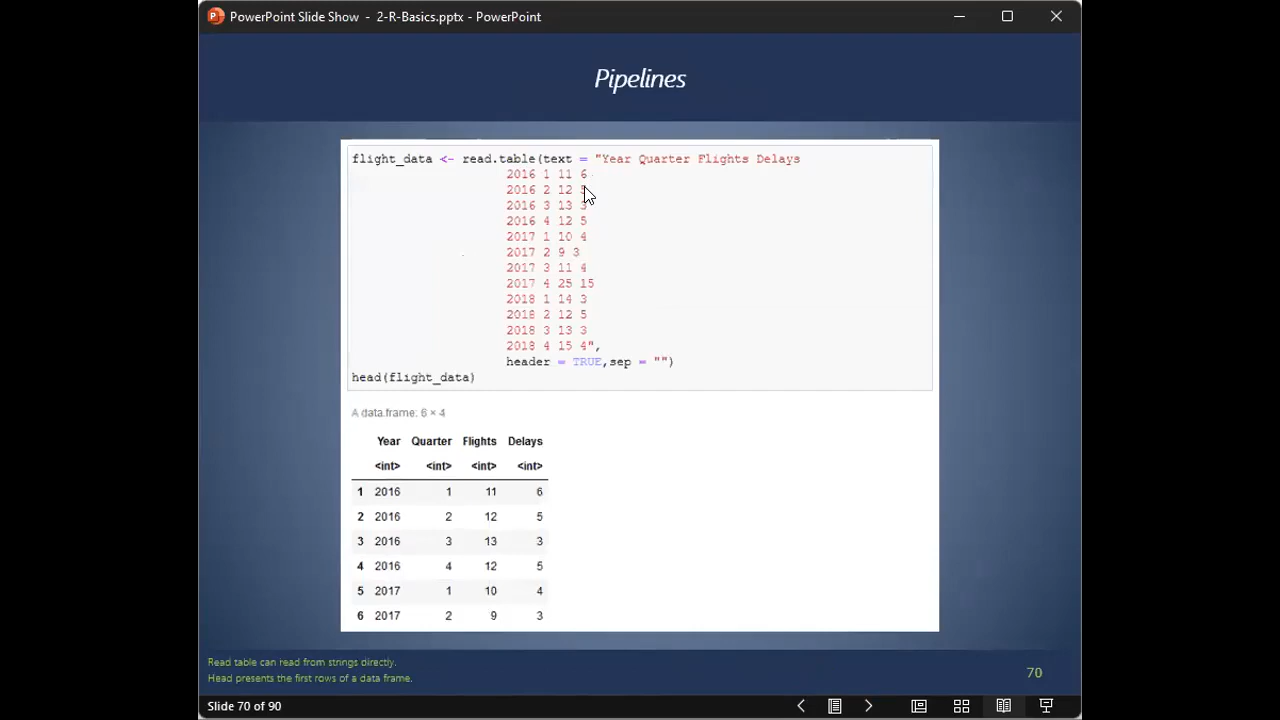 PowerPoint Slide Show - 2-R-Basics.pptx - PowerPoint
Pipelines
flight_data <- read.table(text = "Year Quarter Flights Delays
2016 1 11 6
2016 2 12 5
2016 3 13 3
2016 4 12 5
2017 1 10 4
2017 2 9 3
2017 3 11 4
2017 4 25 15
2018 1 14 3
2018 2 12 5
2018 3 13 3
2018 4 15 4",
header = TRUE,sep = "")
head(flight_data)
A data.frame: 6 × 4
Year Quarter Flights Delays
<int> <int> <int> <int>
1 2016 1 11 6
2 2016 2 12 5
3 2016 3 13 3
4 2016 4 12 5
5 2017 1 10 4
6 2017 2 9 3
Read table can read from strings directly.
Head presents the first rows of a data frame.
70
Slide 70 of 90